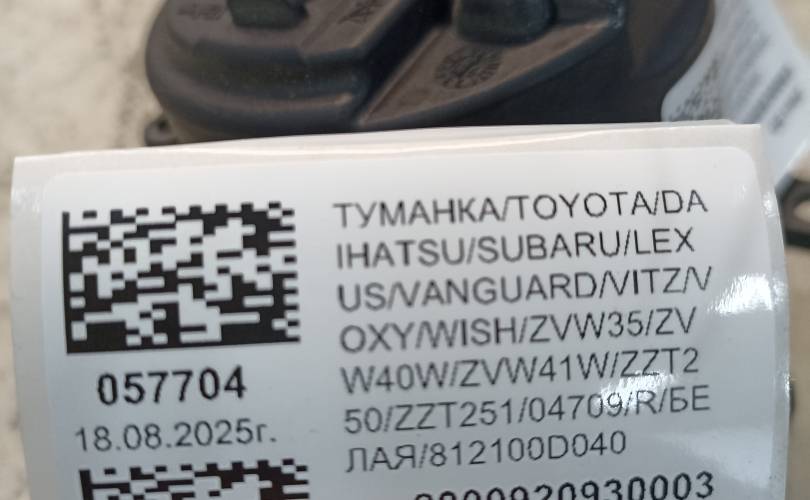 ТУМАНКА/TOYOTA/DA
IHATSU/SUBARU/LEX
US/VANGUARD/VITZ/V
OXY/WISH/ZVW35/ZV
W40W/ZVW41W/ZZT2
50/ZZT251/04709/R/БЕ
ЛАЯ/812100D040
057704
18.08.2025г.